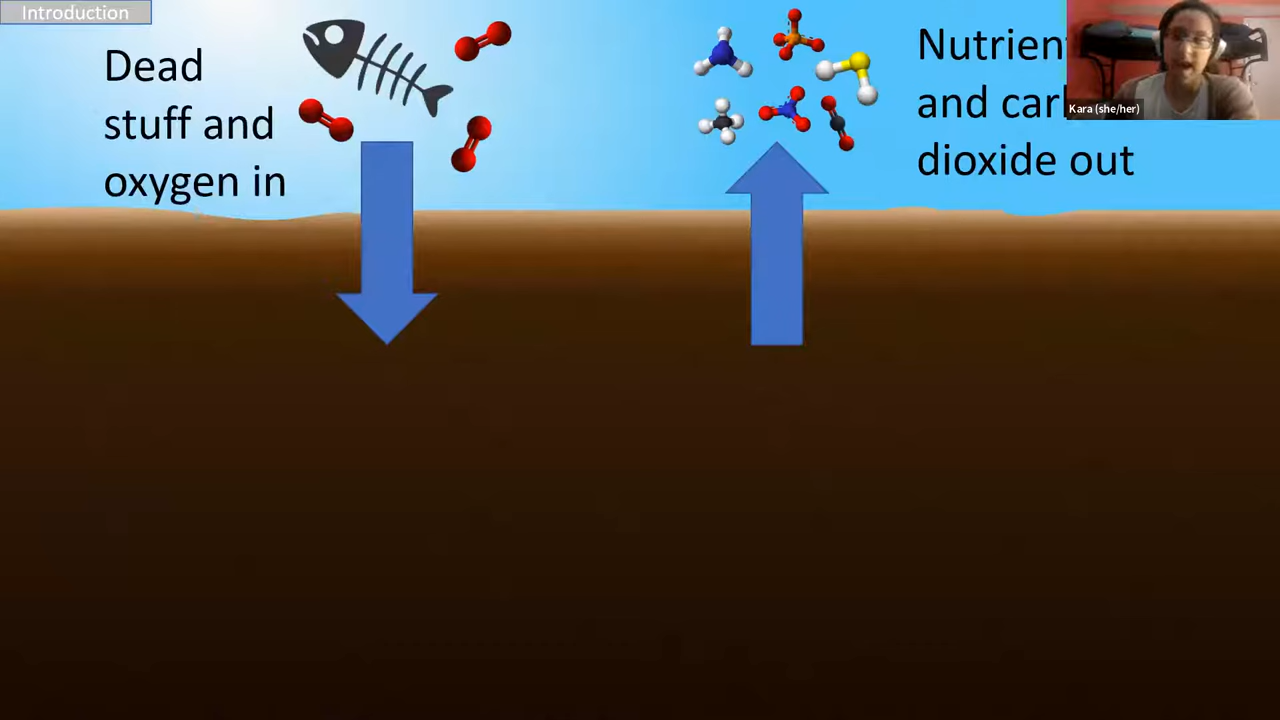 Introduction
Dead
stuff and
oxygen in
and
dioxide out
Kara (she/her)